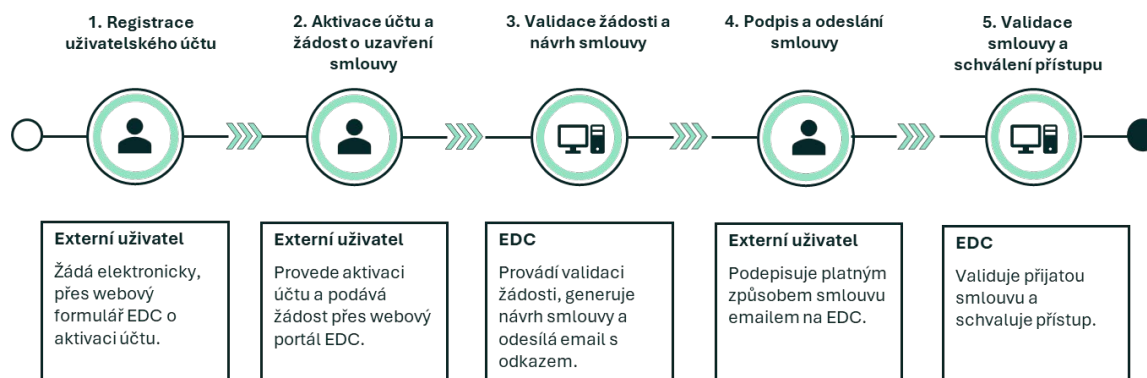 1. Registrace
uživatelského účtu
2. Aktivace účtu a
žádost o uzavření
smlouvy
3. Validace žádosti a
návrh smlouvy
4. Podpis a odeslání
smlouvy
5. Validace
smlouvy a
schválení přístupu
Externí uživatel
Žádá elektronicky,
přes webový
formulář EDC o
aktivaci účtu.
Externí uživatel
Provede aktivaci
účtu a podává
žádost přes webový
portál EDC.
EDC
Provádí validaci
žádosti, generuje
návrh smlouvy a
odesílá email s
odkazem.
Externí uživatel
Podepisuje platným
způsobem smlouvu
emailem na EDC.
EDC
Validuje přijatou
smlouvu a
schvaluje přístup.